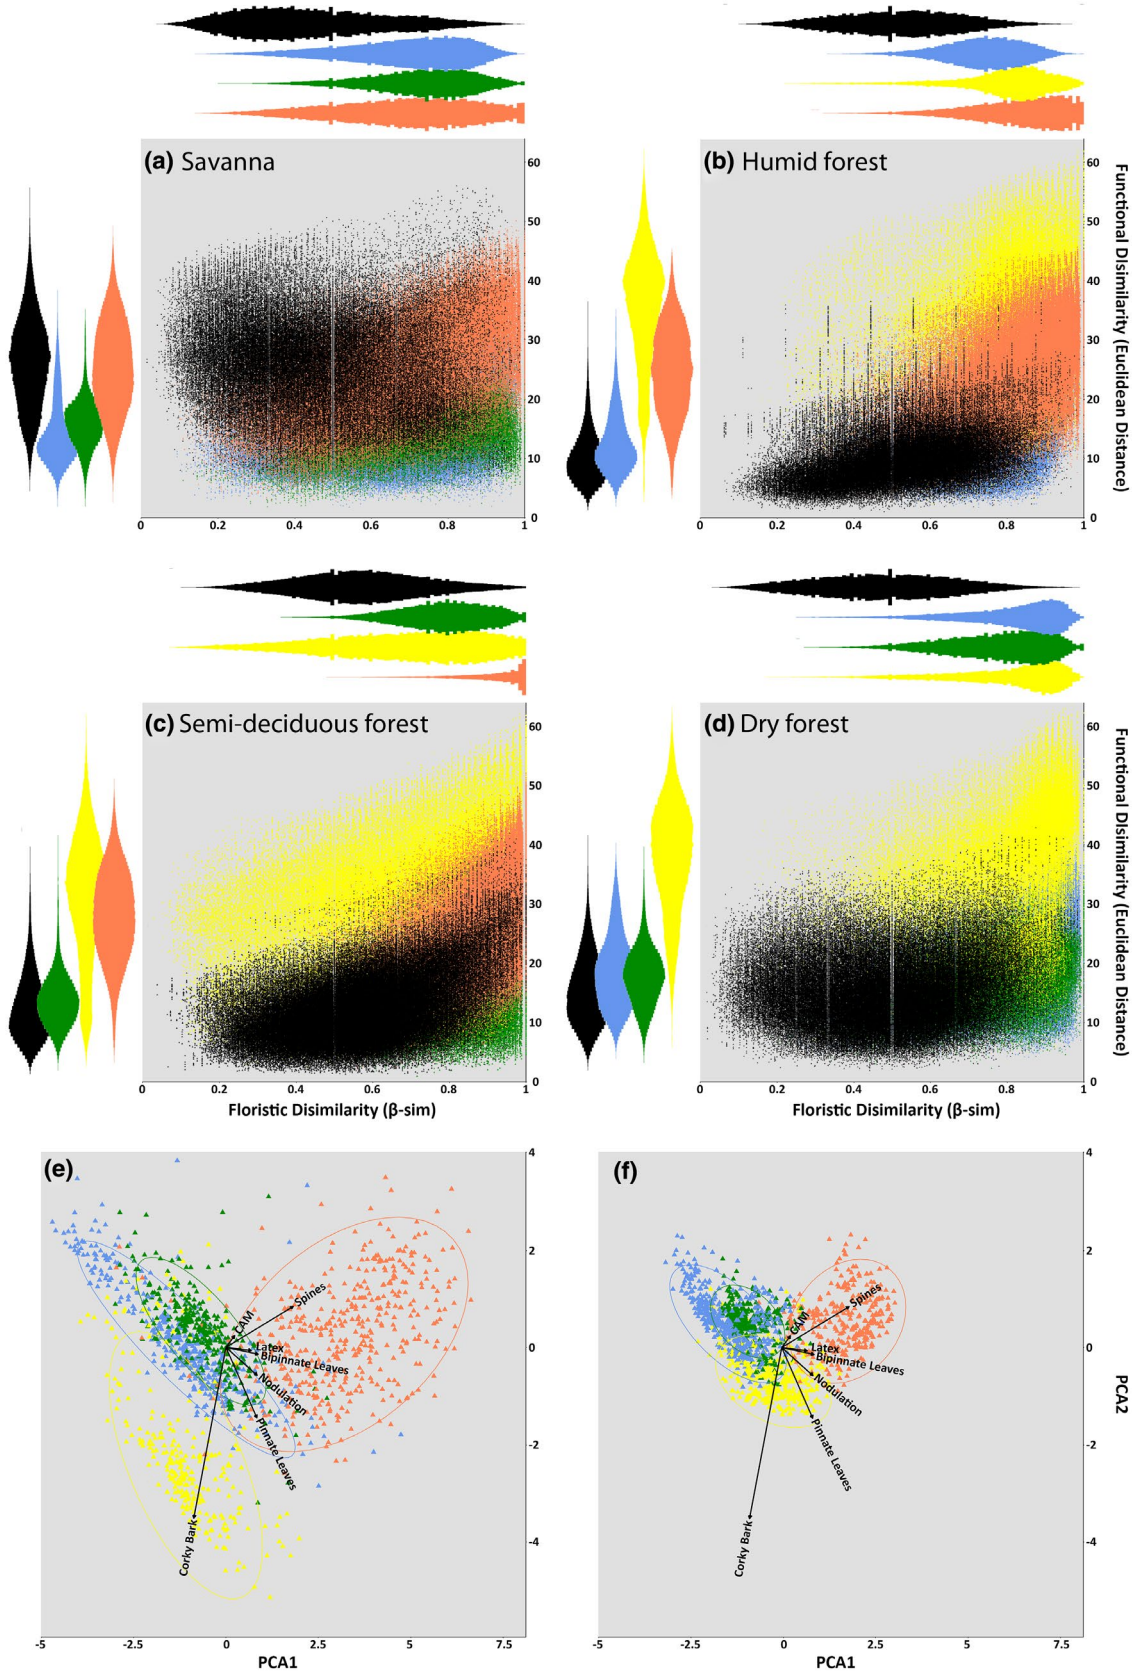 (a) Savanna
60
50
40
30
20
10
0
0 0.2 0.4 0.6 0.8 1
(b) Humid forest
60
50
40
30
20
10
0
0 0.2 0.4 0.6 0.8 1
Functional DIsimilarity (Euclidean Distance)
(c) Semi-deciduous forest
60
50
40
30
20
10
0
0 0.2 0.4 0.6 0.8 1
Floristic Disimilarity (β-sim)
(d) Dry forest
60
50
40
30
20
10
0
0 0.2 0.4 0.6 0.8 1
Floristic Disimilarity (β-sim)
Functional DIsimilarity (Euclidean Distance)
(e)
4
2
0
-2
-4
Spines
CAM
Latex
Bipinnate Leaves
Nodulation
Pinnate Leaves
Corky Bark
-5 -2.5 0 2.5 5 7.5
PCA1
(f)
4
2
0
-2
-4
Spines
CAM
Latex
Bipinnate Leaves
Nodulation
Pinnate Leaves
Corky Bark
-5 -2.5 0 2.5 5 7.5
PCA1
PCA2